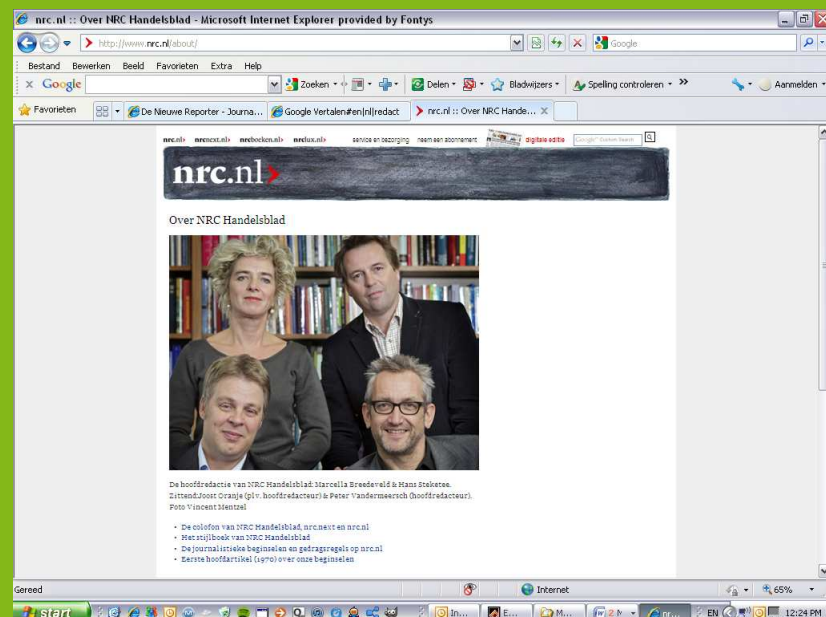 nrc.nl :: Over NRC Handelsblad - Microsoft Internet Explorer provided by Fontys
http://www.nrc.nl/about/
Google
Bestand Bewerken Beeld Favorieten Extra Help
x Google Zoeken Delen Bladwijzers Spelling controleren » Aanmelden
Favorieten De Nieuwe Reporter - Journa... Google Vertalen#en|nl|redact nrc.nl :: Over NRC Hande... X
nrc.nl> nrcnext.nl> nrcboeken.nl> nrclux.nl> service en bezorging neem een abonnement digitale editie
nrc.nl>
Over NRC Handelsblad
De hoofdredactie van NRC Handelsblad: Marcella Breedeveld & Hans Steketee.
Zittend:Joost Oranje (plv. hoofdredacteur) & Peter Vandermeersch (hoofdredacteur).
Foto Vincent Mentzel
• De colofon van NRC Handelsblad, nrc.next en nrc.nl
• Het stijlboek van NRC Handelsblad
• De journalistieke beginselen en gedragsregels op nrc.nl
• Eerste hoofdartikel (1970) over onze beginselen
Gereed Internet 65%
start In... E... M... 2 M nr... EN 12:24 PM